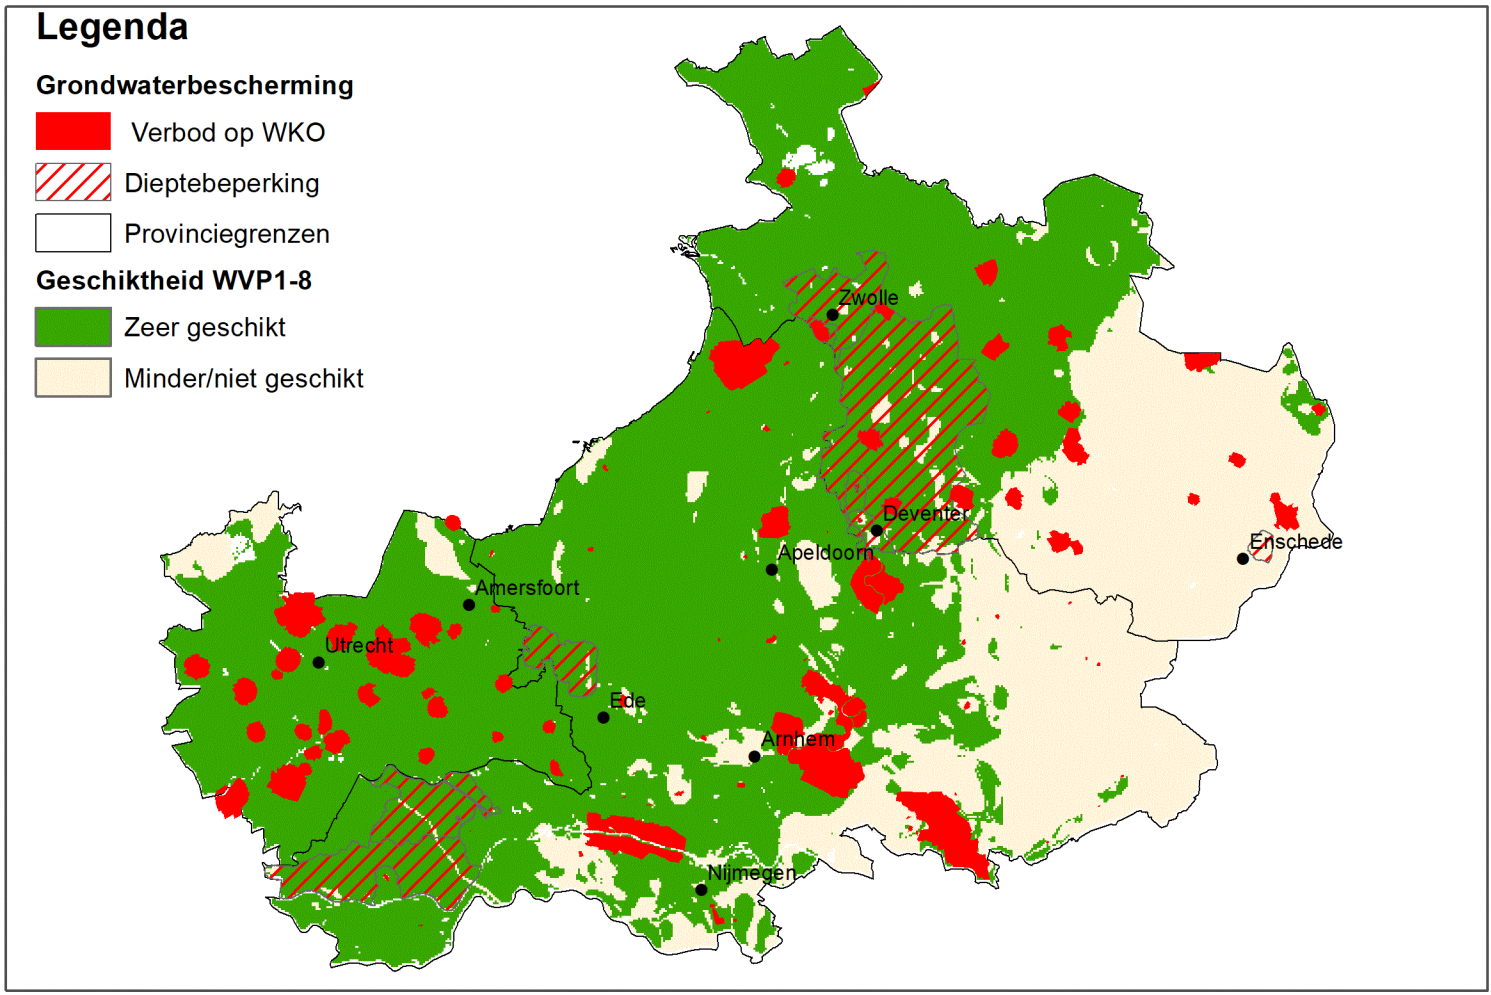 Legenda
Grondwaterbescherming
Verbod op WKO
Dieptebeperking
Provinciegrenzen
Geschiktheid WVP1-8
Zeer geschikt
Minder/niet geschikt
Zwolle
Deventer
Enschede
Apeldoorn
Amersfoort
Utrecht
Ede
Arnhem
Nijmegen